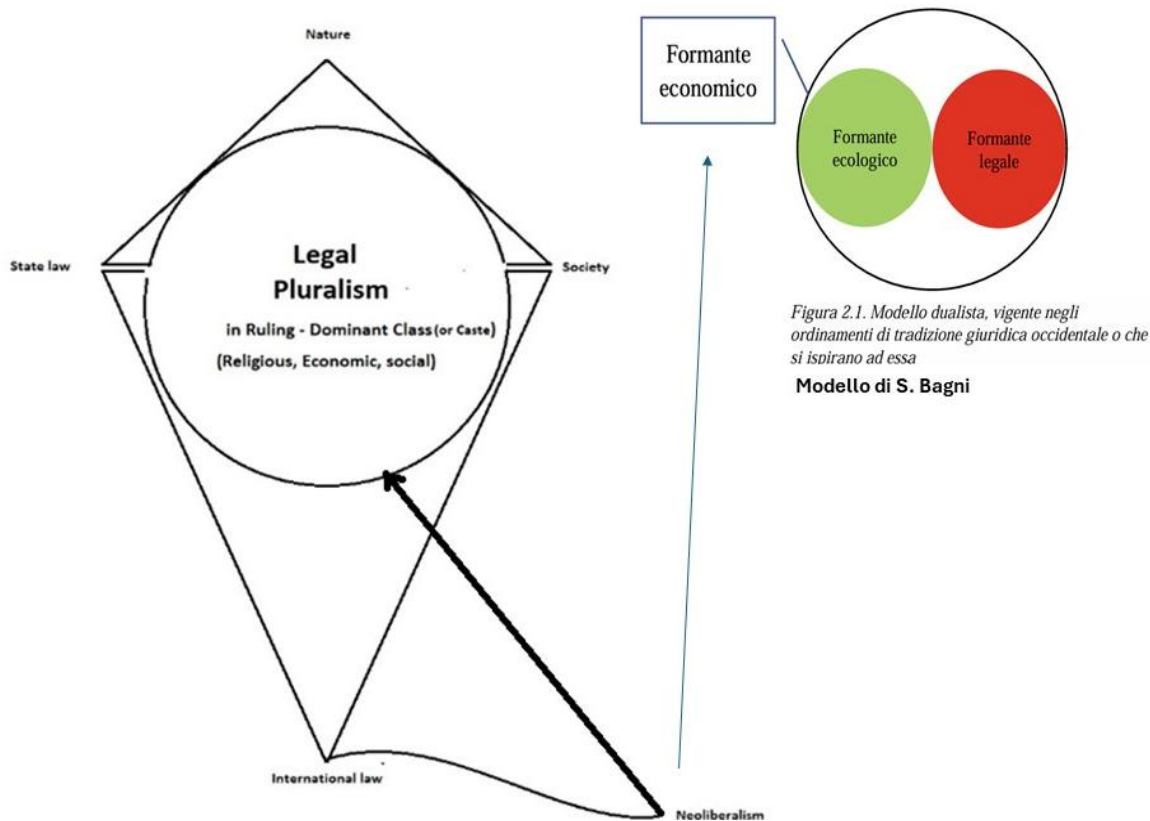 Nature
State law
Society
Legal
Pluralism
in Ruling - Dominant Class (or Caste)
(Religious, Economic, social)
International law
Neoliberalism
Formante
economico
Formante
ecologico
Formante
legale
Figura 2.1. Modello dualista, vigente negli
ordinamenti di tradizione giuridica occidentale o che
si ispirano ad essa
Modello di S. Bagni